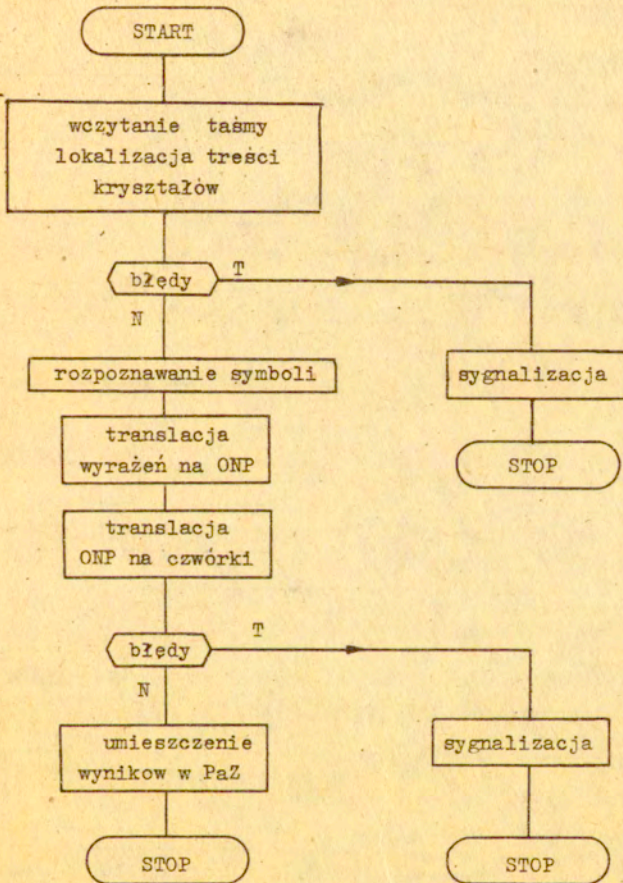 START
wczytanie taśmy
lokalizacja treści
kryształów
błędy
T
N
rozpoznawanie symboli
sygnalizacja
translacja
wyrażeń na ONP
STOP
translacja
ONP na czwórki
błędy
T
N
umieszczenie
wynikow w PaZ
sygnalizacja
STOP
STOP